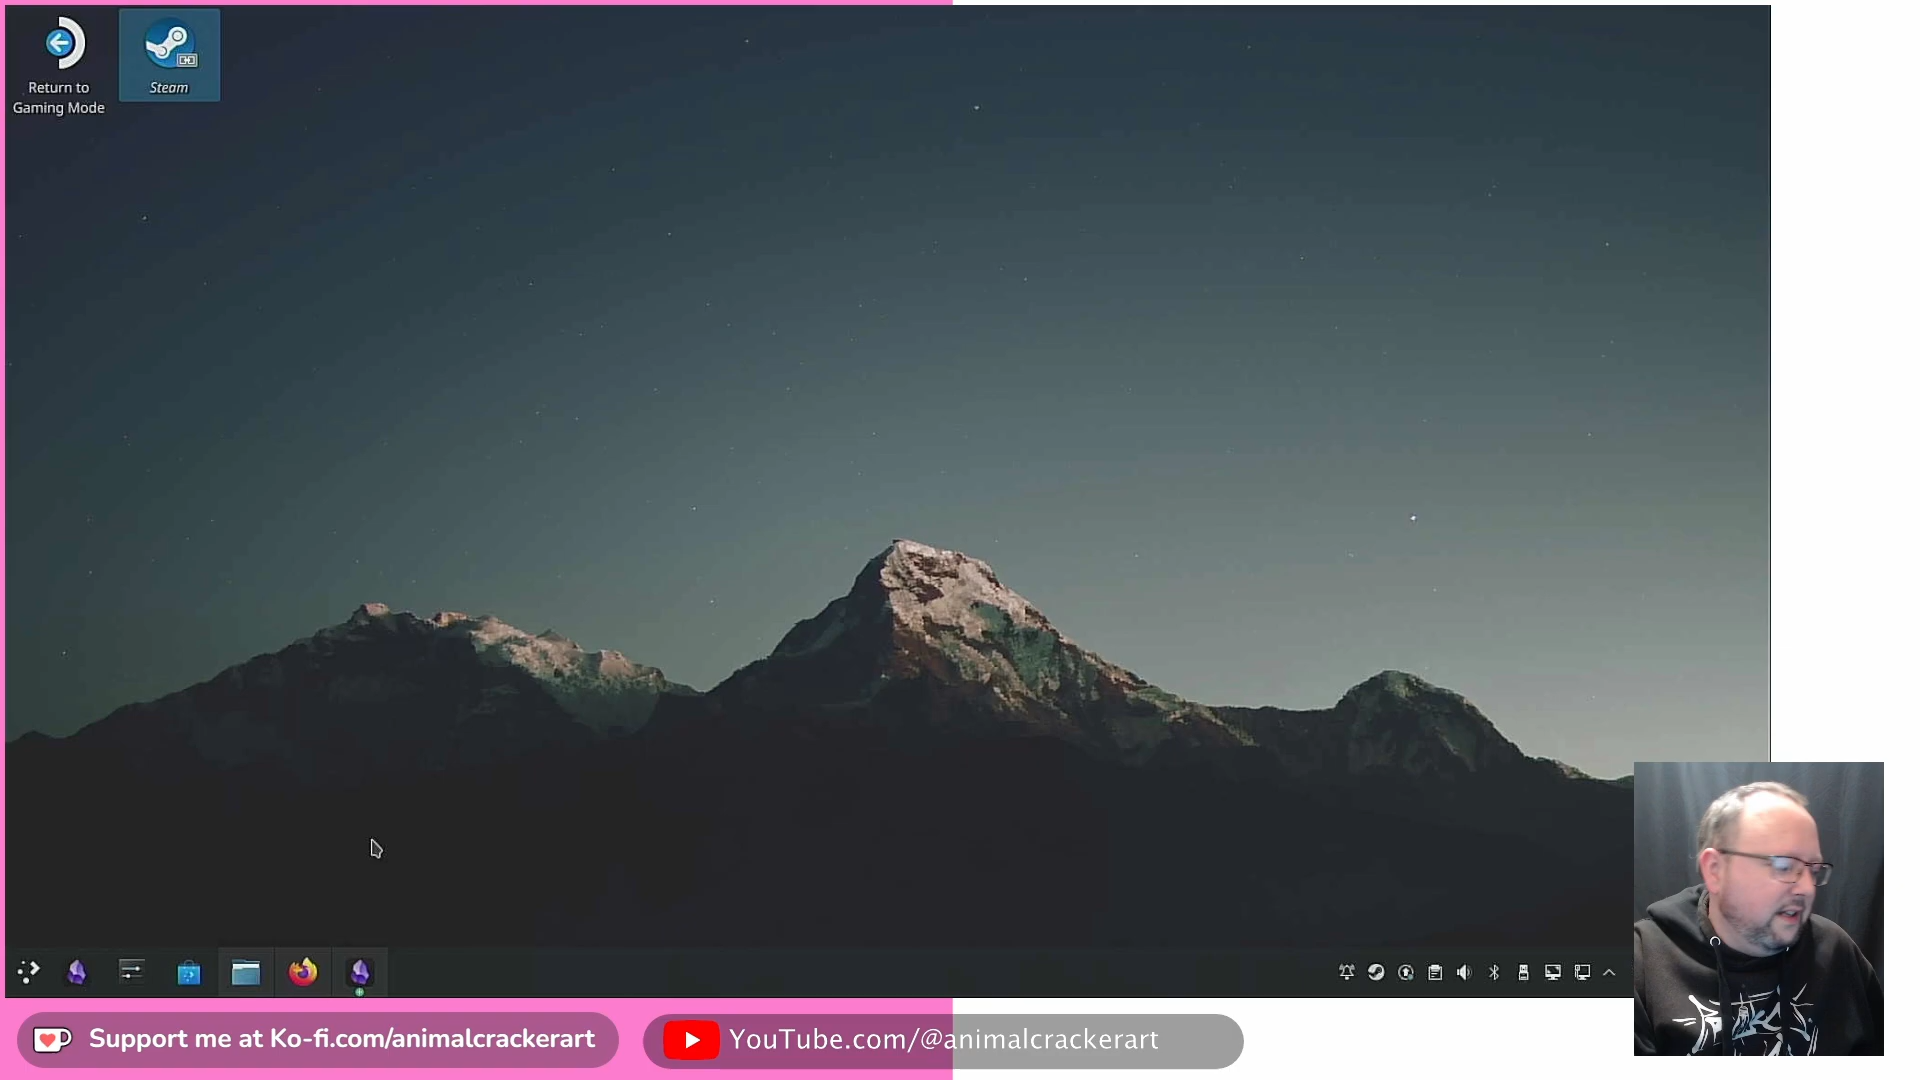 Return to
Gaming Mode
Steam
Support me at Ko-fi.com/animalcrackerart
YouTube.com/@animalcrackerart